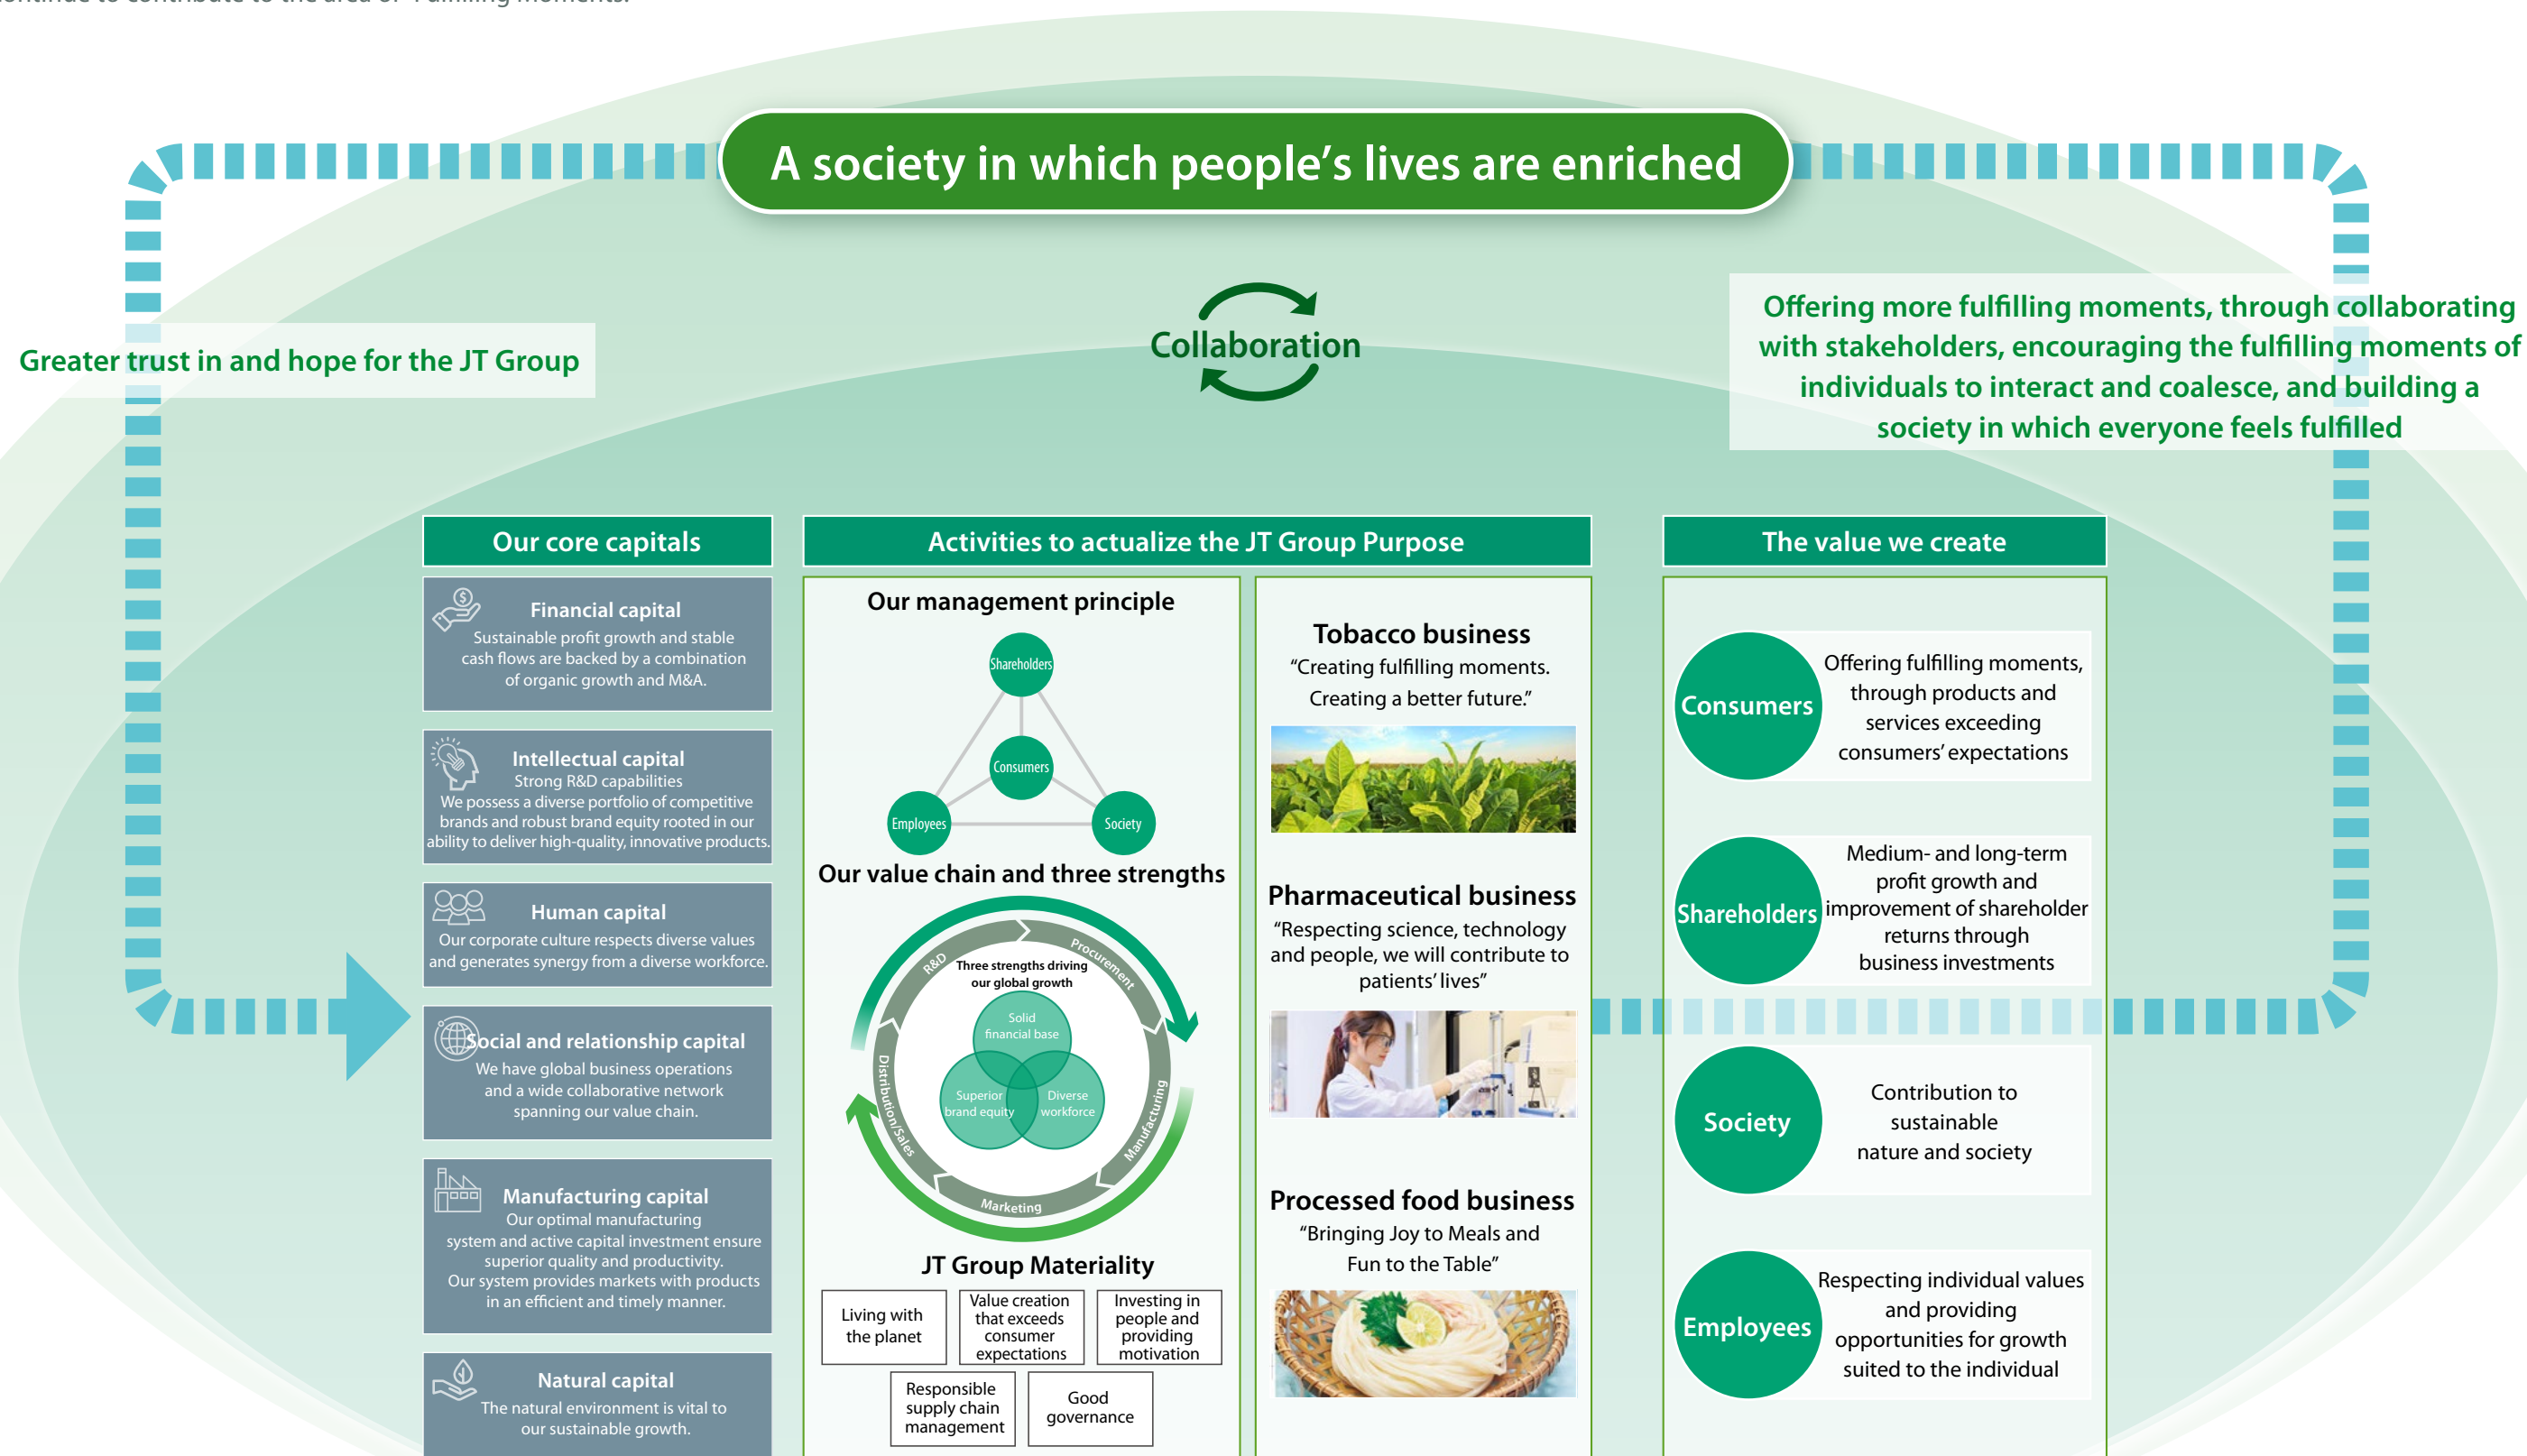 continue to contribute to the area of "Fulfilling Moments."
A society in which people's lives are enriched
Collaboration
Greater trust in and hope for the JT Group
Offering more fulfilling moments, through collaborating
with stakeholders, encouraging the fulfilling moments of
individuals to interact and coalesce, and building a
society in which everyone feels fulfilled
Our core capitals
Financial capital
Sustainable profit growth and stable
cash flows are backed by a combination
of organic growth and M&A.
Intellectual capital
Strong R&D capabilities
We possess a diverse portfolio of competitive
brands and robust brand equity rooted in our
ability to deliver high-quality, innovative products.
Human capital
Our corporate culture respects diverse values
and generates synergy from a diverse workforce.
Social and relationship capital
We have global business operations
and a wide collaborative network
spanning our value chain.
Manufacturing capital
Our optimal manufacturing
system and active capital investment ensure
superior quality and productivity.
Our system provides markets with products
in an efficient and timely manner.
Natural capital
The natural environment is vital to
our sustainable growth.
Activities to actualize the JT Group Purpose
Our management principle
Shareholders
Consumers
Employees
Society
Our value chain and three strengths
R&D
Procurement
Manufacturing
Marketing
Distribution/Sales
Three strengths driving
our global growth
Solid
financial base
Superior
brand equity
Diverse
workforce
JT Group Materiality
Living with
the planet
Value creation
that exceeds
consumer
expectations
Investing in
people and
providing
motivation
Responsible
supply chain
management
Good
governance
Tobacco business
“Creating fulfilling moments.
Creating a better future.”
Pharmaceutical business
“Respecting science, technology
and people, we will contribute to
patients’ lives”
Processed food business
“Bringing Joy to Meals and
Fun to the Table”
The value we create
Consumers
Offering fulfilling moments,
through products and
services exceeding
consumers’ expectations
Shareholders
Medium- and long-term
profit growth and
improvement of shareholder
returns through
business investments
Society
Contribution to
sustainable
nature and society
Employees
Respecting individual values
and providing
opportunities for growth
suited to the individual